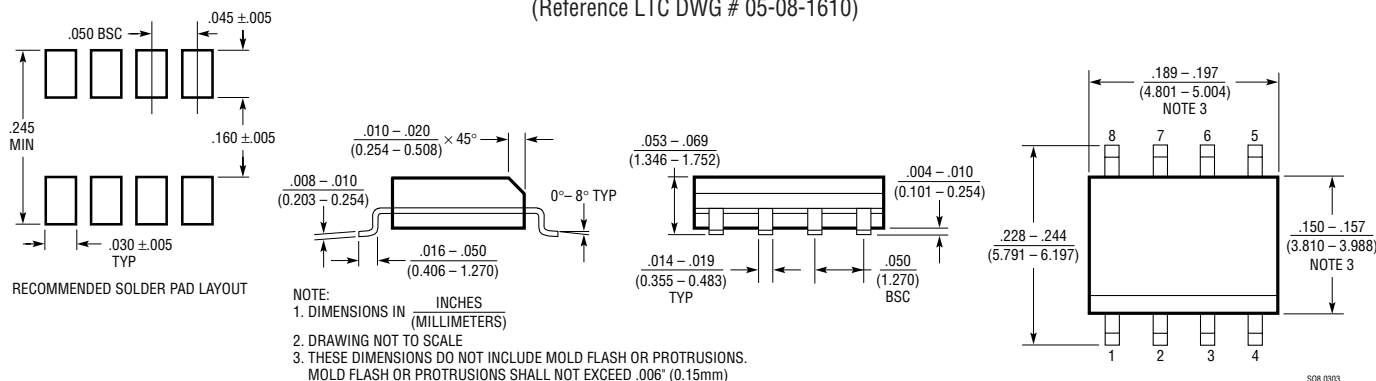 (Reference LTC DWG # 05-08-1610)
.050 BSC
.045 ±.005
.245
MIN
.160 ±.005
.030 ±.005
TYP
RECOMMENDED SOLDER PAD LAYOUT
.010 – .020
(0.254 – 0.508)
× 45°
.008 – .010
(0.203 – 0.254)
0°– 8° TYP
.016 – .050
(0.406 – 1.270)
.053 – .069
(1.346 – 1.752)
.004 – .010
(0.101 – 0.254)
.014 – .019
(0.355 – 0.483)
TYP
.050
(1.270)
BSC
.189 – .197
(4.801 – 5.004)
NOTE 3
8 7 6 5
.228 – .244
(5.791 – 6.197)
.150 – .157
(3.810 – 3.988)
NOTE 3
1 2 3 4
NOTE:
1. DIMENSIONS IN INCHES
(MILLIMETERS)
2. DRAWING NOT TO SCALE
3. THESE DIMENSIONS DO NOT INCLUDE MOLD FLASH OR PROTRUSIONS.
MOLD FLASH OR PROTRUSIONS SHALL NOT EXCEED .006" (0.15mm)
SO8 0303